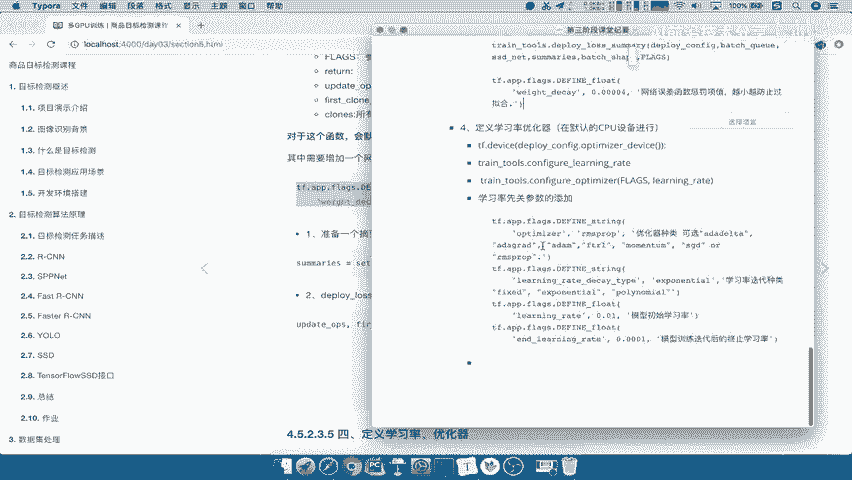 Typora 文件 编辑 段落 格式 显示 主题 窗口 帮助
100%
多GPU训练 | 商品目标检测课程
第三阶段课堂纪要
localhost:4000/day03/section5.html
商品目标检测课程
1. 目标检测概述
1.1. 项目演示介绍
1.2. 图像识别背景
1.3. 什么是目标检测
1.4. 目标检测应用场景
1.5. 开发环境搭建
2. 目标检测算法原理
2.1. 目标检测任务描述
2.2. R-CNN
2.3. SPPNet
2.4. Fast R-CNN
2.5. Faster R-CNN
2.6. YOLO
2.7. SSD
2.8. TensorFlowSSD接口
2.9. 总结
2.10. 作业
3. 数据集处理
FLAGS：
return:
update_op
first_clone
clones:所有
对于这个函数，会默
其中需要增加一个网
tf.app.flags.DEF
'weight_dec
1、准备一个摘
summaries = set
2、deploy_loss
update_ops, fir
4.5.2.3.5 四、定义学习率、优化器
train_tools.deploy_loss_summary(deploy_config,batch_queue,
ssd_net,summaries,batch_shape,FLAGS)
tf.app.flags.DEFINE_float(
'weight_decay', 0.00004, '网络误差函数惩罚项值，越小越防止过
拟合.')
选择语言
4、定义学习率优化器（在默认的CPU设备进行）
tf.device(deploy_config.optimizer_device()):
train_tools.configure_learning_rate
train_tools.configure_optimizer(FLAGS, learning_rate)
学习率先关参数的添加
tf.app.flags.DEFINE_string(
'optimizer', 'rmsprop', '优化器种类 可选"adadelta",
"adagrad", "adam","ftrl", "momentum", "sgd" or
"rmsprop".')
tf.app.flags.DEFINE_string(
'learning_rate_decay_type', 'exponential','学习率迭代种类
"fixed", "exponential", "polynomial"')
tf.app.flags.DEFINE_float(
'learning_rate', 0.01, '模型初始学习率')
tf.app.flags.DEFINE_float(
'end_learning_rate', 0.0001, '模型训练迭代后的终止学习率')